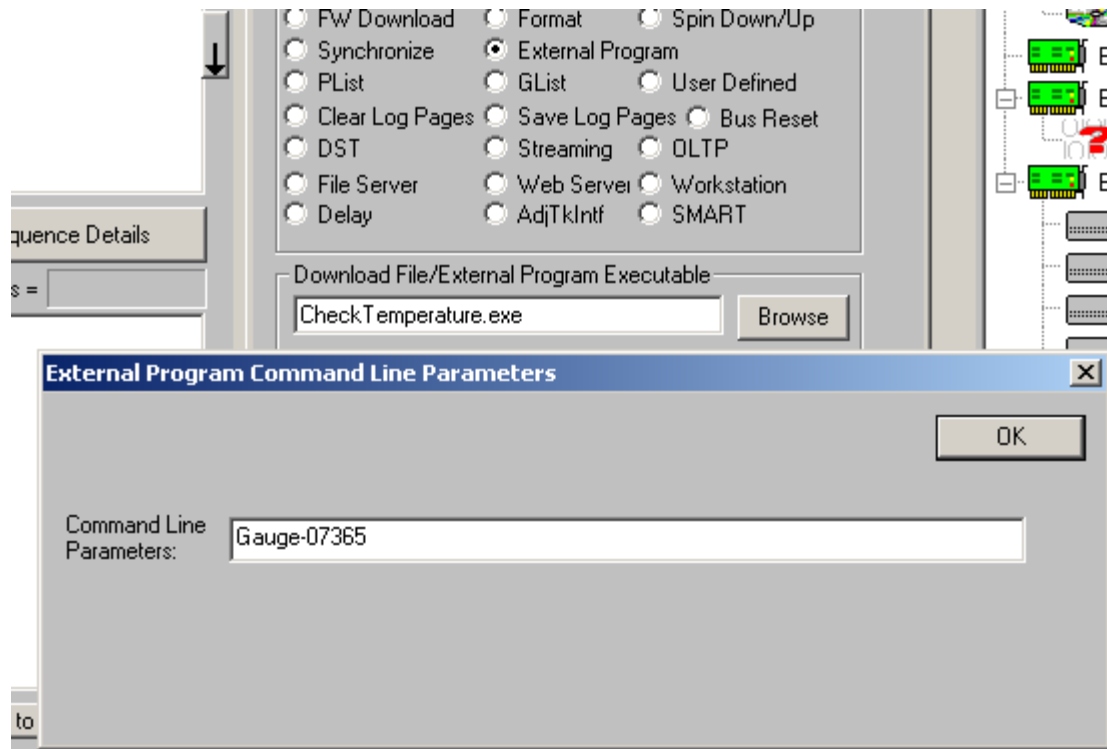 FW Download Format Spin Down/Up
Synchronize External Program
PList GList User Defined
Clear Log Pages Save Log Pages Bus Reset
DST Streaming OLTP
File Server Web Server Workstation
Delay AdjTkIntf SMART
quence Details
s =
Download File/External Program Executable
CheckTemperature.exe Browse
External Program Command Line Parameters
OK
Command Line
Parameters:
Gauge-07365
to